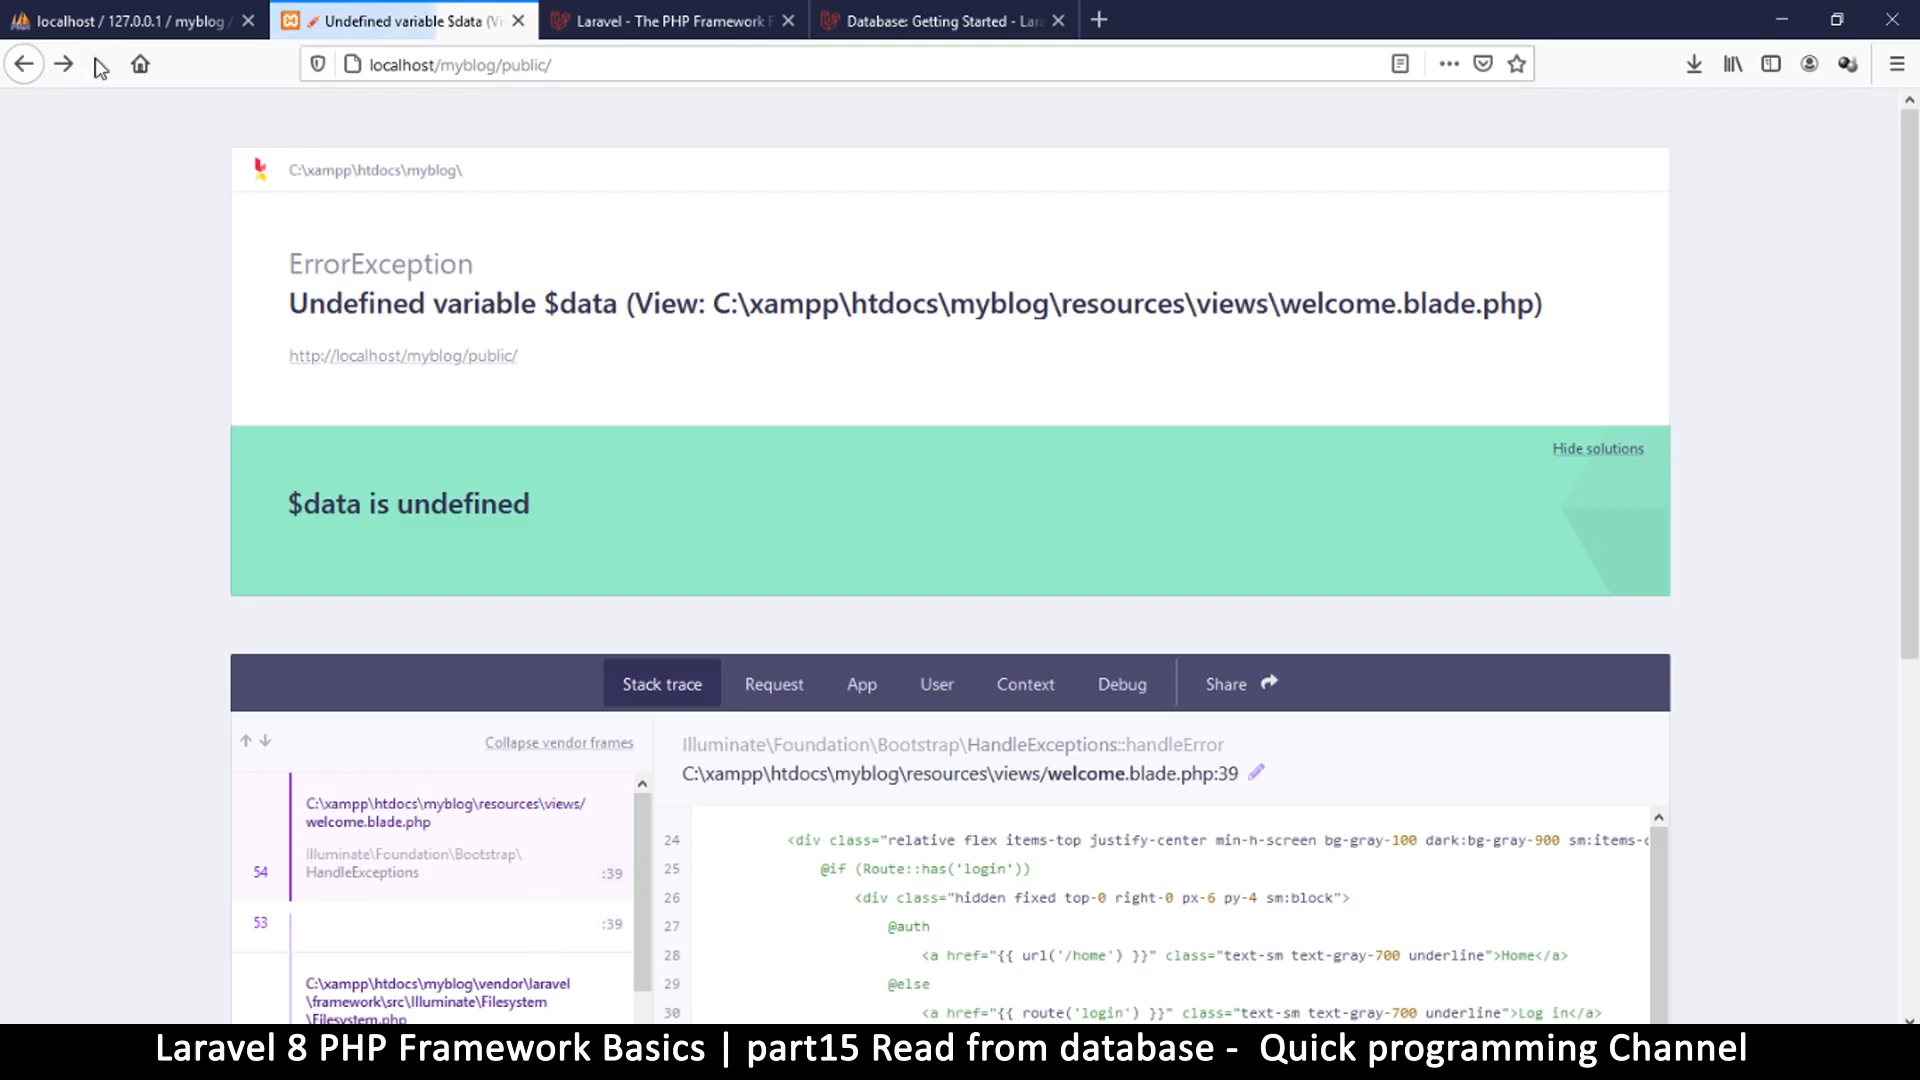 localhost / 127.0.0.1 / myblog /
Undefined variable $data (Vi
Laravel - The PHP Framework F
Database: Getting Started - Lara
localhost/myblog/public/
C:\xampp\htdocs\myblog\
ErrorException
Undefined variable $data (View: C:\xampp\htdocs\myblog\resources\views\welcome.blade.php)
http://localhost/myblog/public/
Hide solutions
$data is undefined
Stack trace
Request
App
User
Context
Debug
Share
Collapse vendor frames
C:\xampp\htdocs\myblog\resources\views/
welcome.blade.php
Illuminate\Foundation\Bootstrap\
54 HandleExceptions :39
53 :39
C:\xampp\htdocs\myblog\vendor\laravel
\framework\src\Illuminate\Filesystem
\Filesystem.php
Illuminate\Foundation\Bootstrap\HandleExceptions::handleError
C:\xampp\htdocs\myblog\resources\views/welcome.blade.php:39
24 <div class="relative flex items-top justify-center min-h-screen bg-gray-100 dark:bg-gray-900 sm:items-c
25 @if (Route::has('login'))
26 <div class="hidden fixed top-0 right-0 px-6 py-4 sm:block">
27 @auth
28 <a href="{{ url('/home') }}" class="text-sm text-gray-700 underline">Home</a>
29 @else
30 <a href="{{ route('login') }}" class="text-sm text-gray-700 underline">Log in</a>
Laravel 8 PHP Framework Basics | part15 Read from database - Quick programming Channel